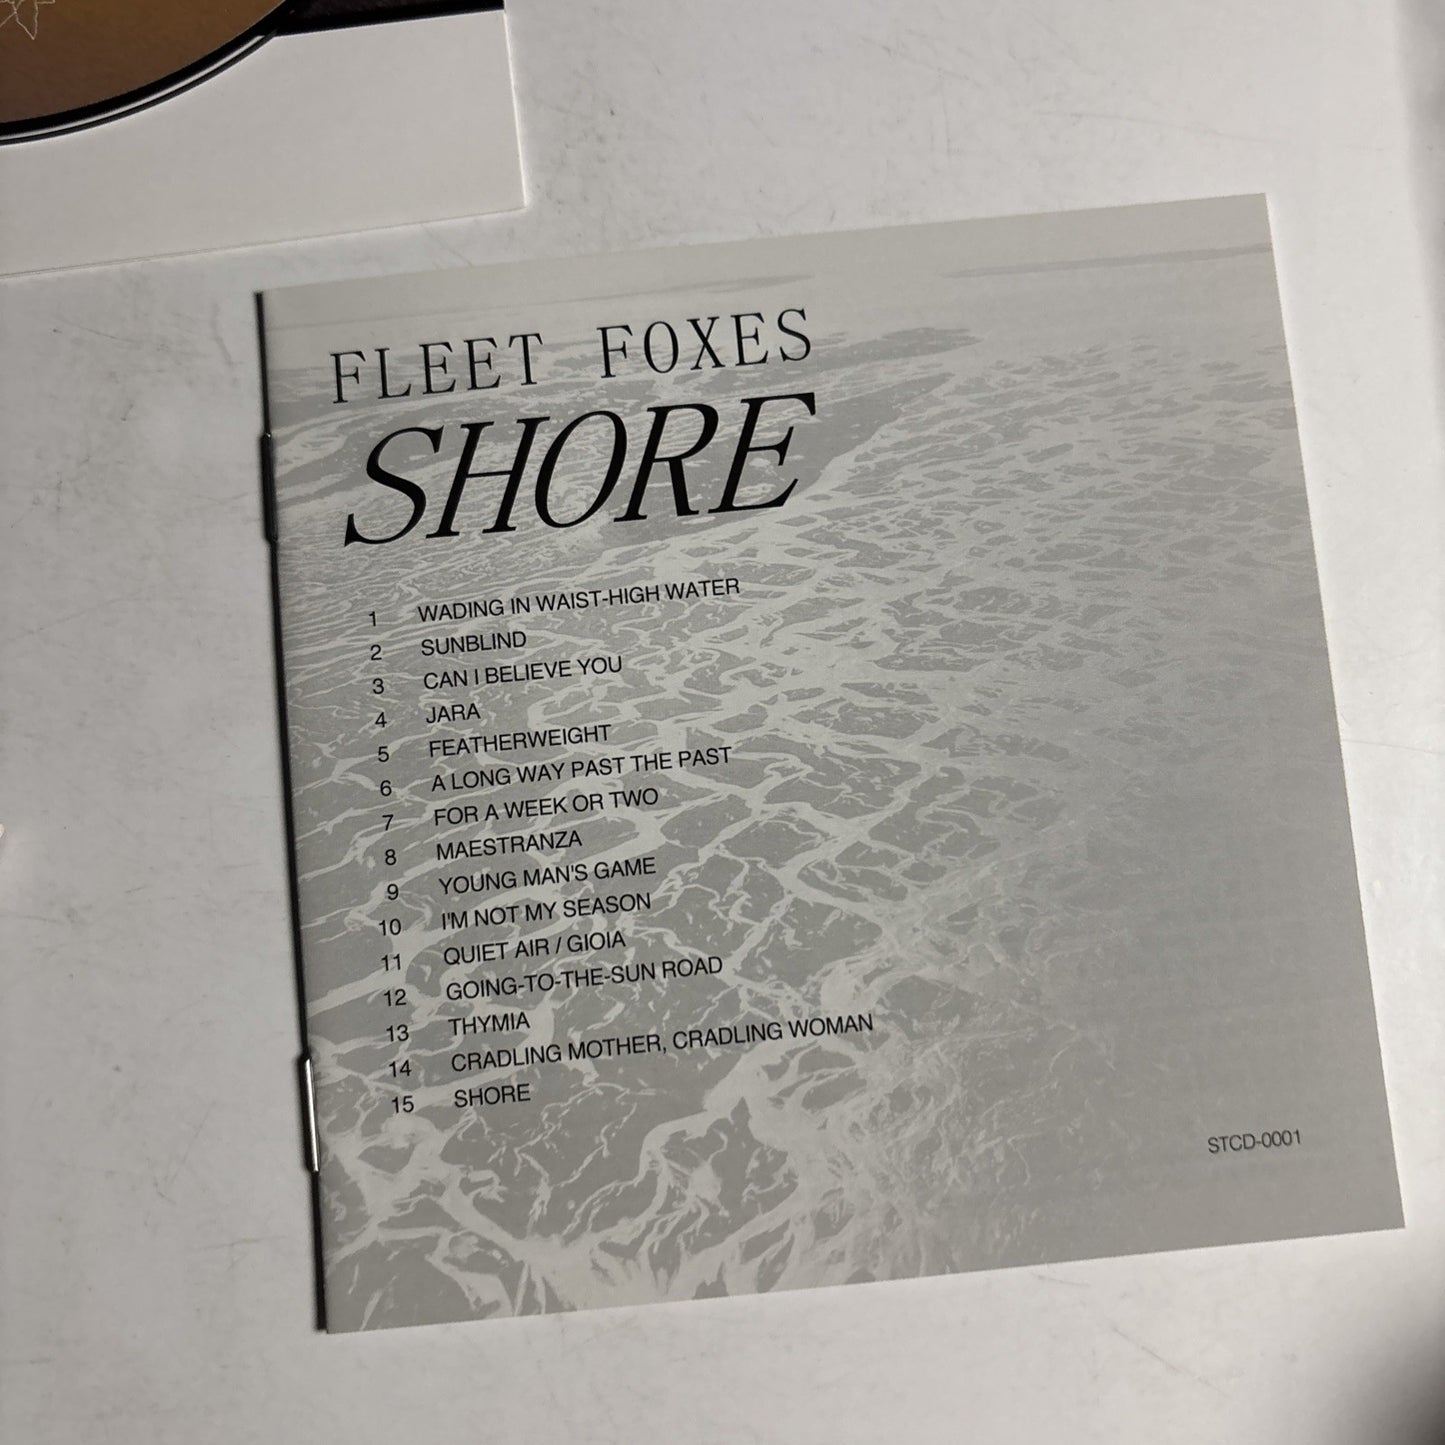 FLEET FOXES
SHORE
1 WADING IN WAIST-HIGH WATER
2 SUNBLIND
3 CAN I BELIEVE YOU
4 JARA
5 FEATHERWEIGHT
6 A LONG WAY PAST THE PAST
7 FOR A WEEK OR TWO
8 MAESTRANZA
9 YOUNG MAN'S GAME
10 I'M NOT MY SEASON
11 QUIET AIR / GIOIA
12 GOING-TO-THE-SUN ROAD
13 THYMIA
14 CRADLING MOTHER, CRADLING WOMAN
15 SHORE
STCD-0001